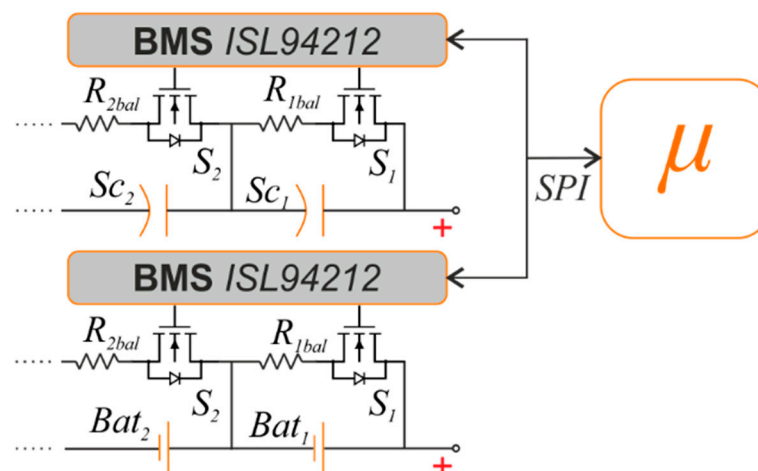 BMS ISL94212
R2bal R1bal
S2 S1
Sc2 Sc1
+
SPI
μ
BMS ISL94212
R2bal R1bal
S2 S1
Bat2 Bat1
+